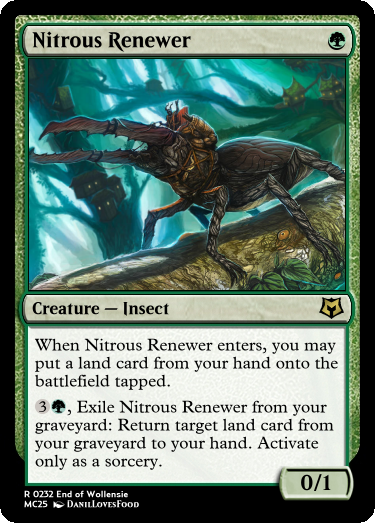 Nitrous Renewer
Creature — Insect
When Nitrous Renewer enters, you may
put a land card from your hand onto the
battlefield tapped.
3, Exile Nitrous Renewer from your
graveyard: Return target land card from
your graveyard to your hand. Activate
only as a sorcery.
0/1
R 0232 End of Wollensie
MC25 DanilLovesFood